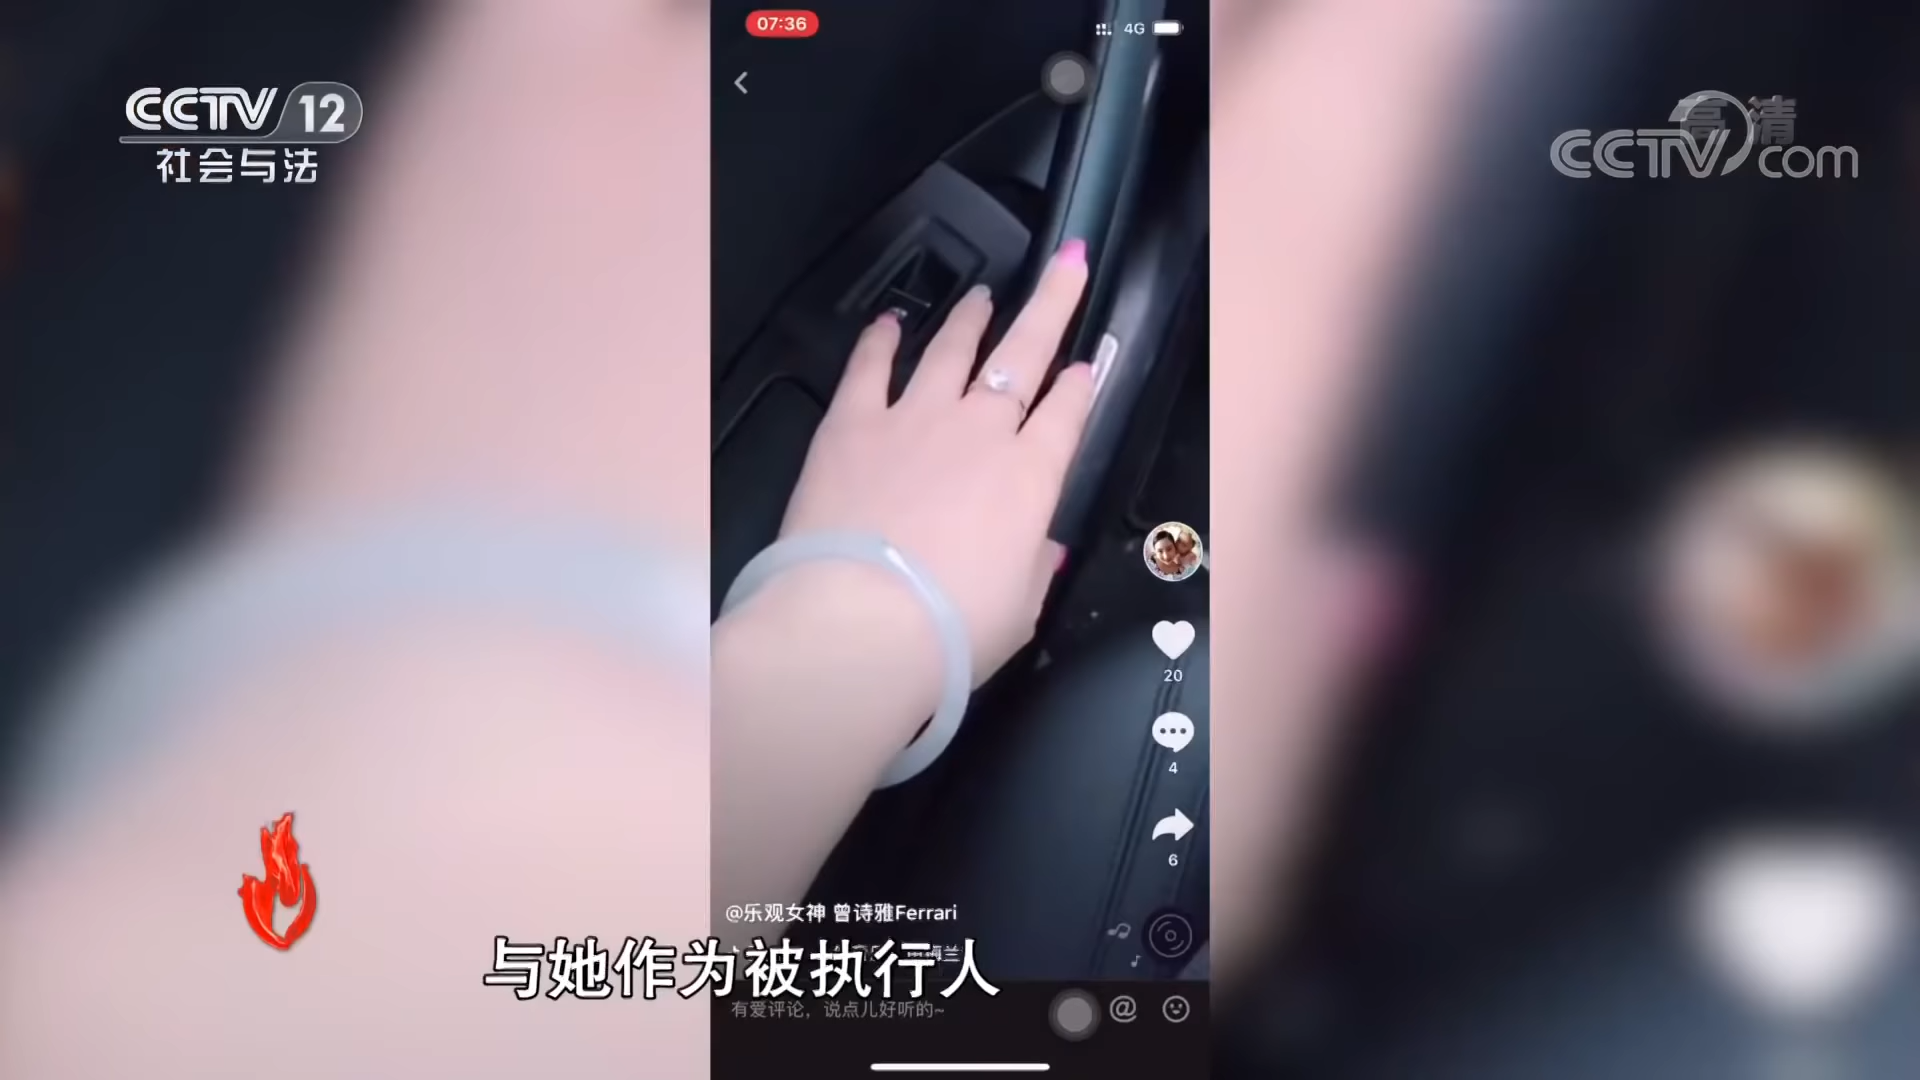 07:36
4G
CCTV 12
社会与法
高清
CCTV com
20
4
6
@乐观女神 曾诗雅Ferrari
与她作为被执行人
有爱评论，说点儿好听的~
@